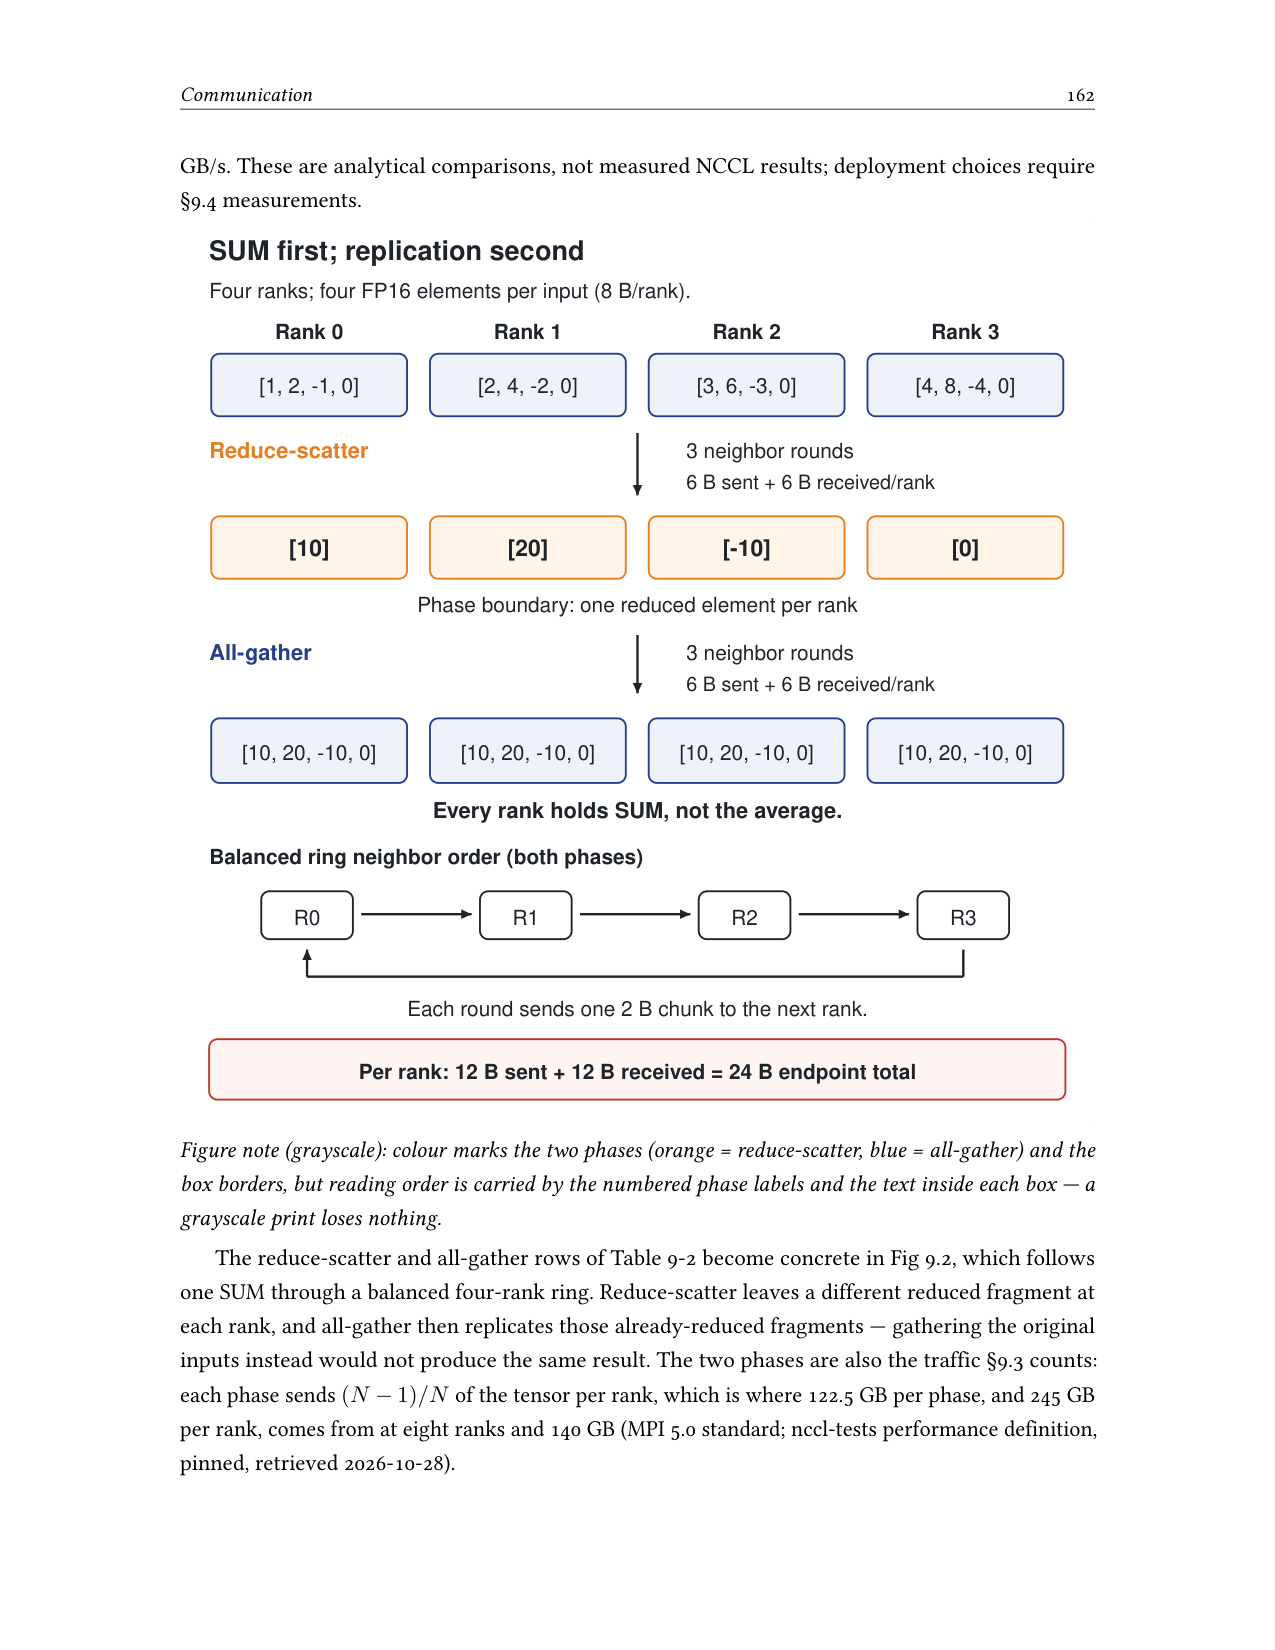 Communication 162
GB/s. These are analytical comparisons, not measured NCCL results; deployment choices require
§9.4 measurements.
SUM first; replication second
Four ranks; four FP16 elements per input (8 B/rank).
Rank 0 Rank 1 Rank 2 Rank 3
[1, 2, -1, 0] [2, 4, -2, 0] [3, 6, -3, 0] [4, 8, -4, 0]
Reduce-scatter 3 neighbor rounds
6 B sent + 6 B received/rank
[10] [20] [-10] [0]
Phase boundary: one reduced element per rank
All-gather 3 neighbor rounds
6 B sent + 6 B received/rank
[10, 20, -10, 0] [10, 20, -10, 0] [10, 20, -10, 0] [10, 20, -10, 0]
Every rank holds SUM, not the average.
Balanced ring neighbor order (both phases)
R0 R1 R2 R3
Each round sends one 2 B chunk to the next rank.
Per rank: 12 B sent + 12 B received = 24 B endpoint total
Figure note (grayscale): colour marks the two phases (orange = reduce-scatter, blue = all-gather) and the
box borders, but reading order is carried by the numbered phase labels and the text inside each box — a
grayscale print loses nothing.
The reduce-scatter and all-gather rows of Table 9-2 become concrete in Fig 9.2, which follows
one SUM through a balanced four-rank ring. Reduce-scatter leaves a different reduced fragment at
each rank, and all-gather then replicates those already-reduced fragments — gathering the original
inputs instead would not produce the same result. The two phases are also the traffic §9.3 counts:
each phase sends (N − 1)/N of the tensor per rank, which is where 122.5 GB per phase, and 245 GB
per rank, comes from at eight ranks and 140 GB (MPI 5.0 standard; nccl-tests performance definition,
pinned, retrieved 2026-10-28).